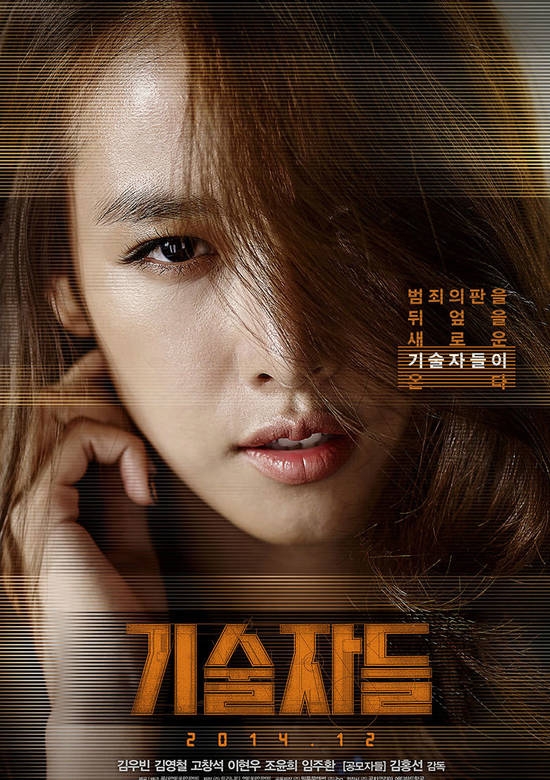 범죄의판을
뒤엎을
새로운
기술자들이
온다
기술자들
2014.12
김우빈 김영철 고창석 이현우 조윤희 임주환 [공모자들] 김홍선 감독